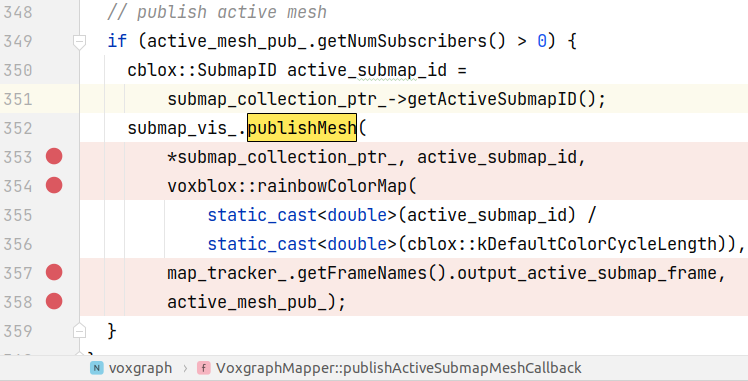 348 // publish active mesh
349 if (active_mesh_pub_.getNumSubscribers() > 0) {
350 cblox::SubmapID active_submap_id =
351 submap_collection_ptr_->getActiveSubmapID();
352 submap_vis_.publishMesh(
353 *submap_collection_ptr_, active_submap_id,
354 voxblox::rainbowColorMap(
355 static_cast<double>(active_submap_id) /
356 static_cast<double>(cblox::kDefaultColorCycleLength)),
357 map_tracker_.getFrameNames().output_active_submap_frame,
358 active_mesh_pub_);
359 }
N voxgraph › f VoxgraphMapper::publishActiveSubmapMeshCallback